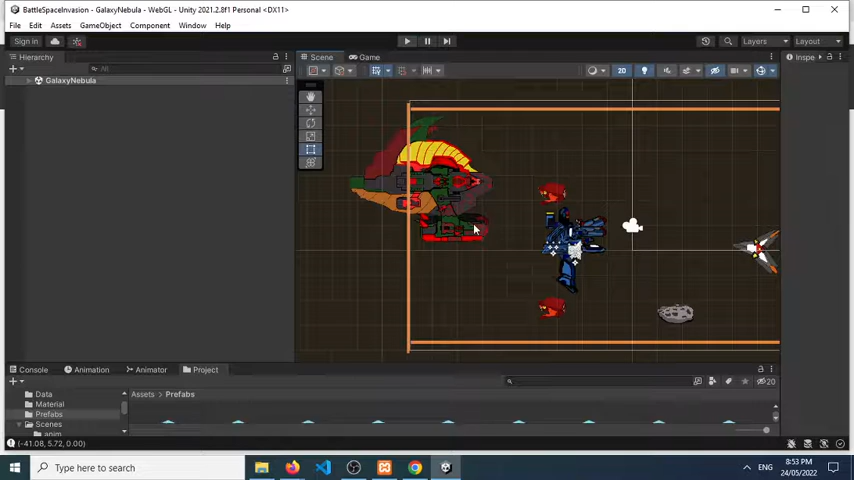 BattleSpaceInvasion - GalaxyNebula - WebGL - Unity 2021.2.8f1 Personal <DX11>
File Edit Assets GameObject Component Window Help
Sign in Layers Layout
Hierarchy Scene Game Inspe
All 2D
GalaxyNebula
Console Animation Animator Project
20
Data Assets > Prefabs
Material
Prefabs
Scenes
anim
(-41.08, 5.72, 0.00)
Type here to search ENG 8:53 PM
24/05/2022